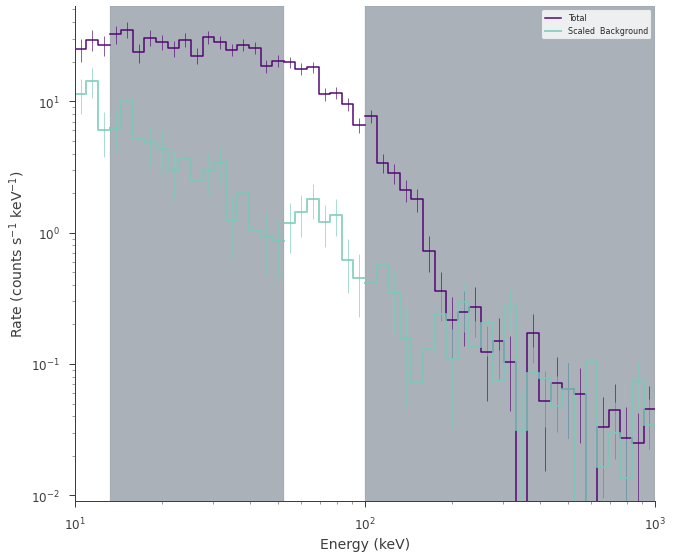 Total
Scaled Background
Rate (counts s⁻¹ keV⁻¹)
10¹
10⁰
10⁻¹
10⁻²
10¹ 10² 10³
Energy (keV)